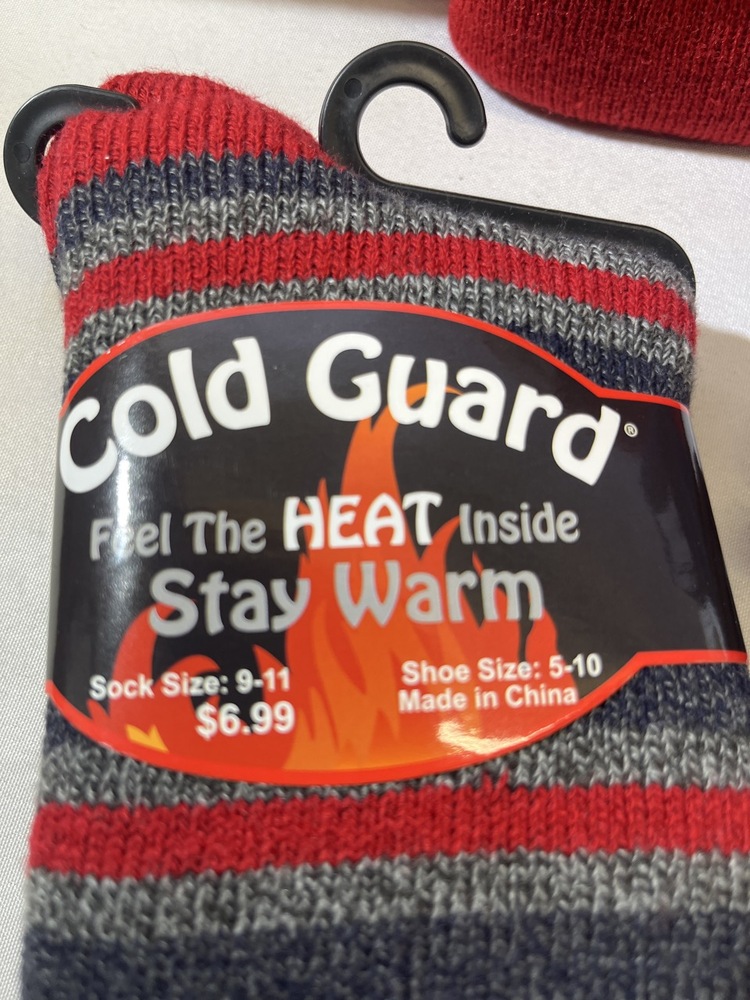 Cold Guard®
Feel The HEAT Inside
Stay Warm
Sock Size: 9-11
$6.99
Shoe Size: 5-10
Made in China